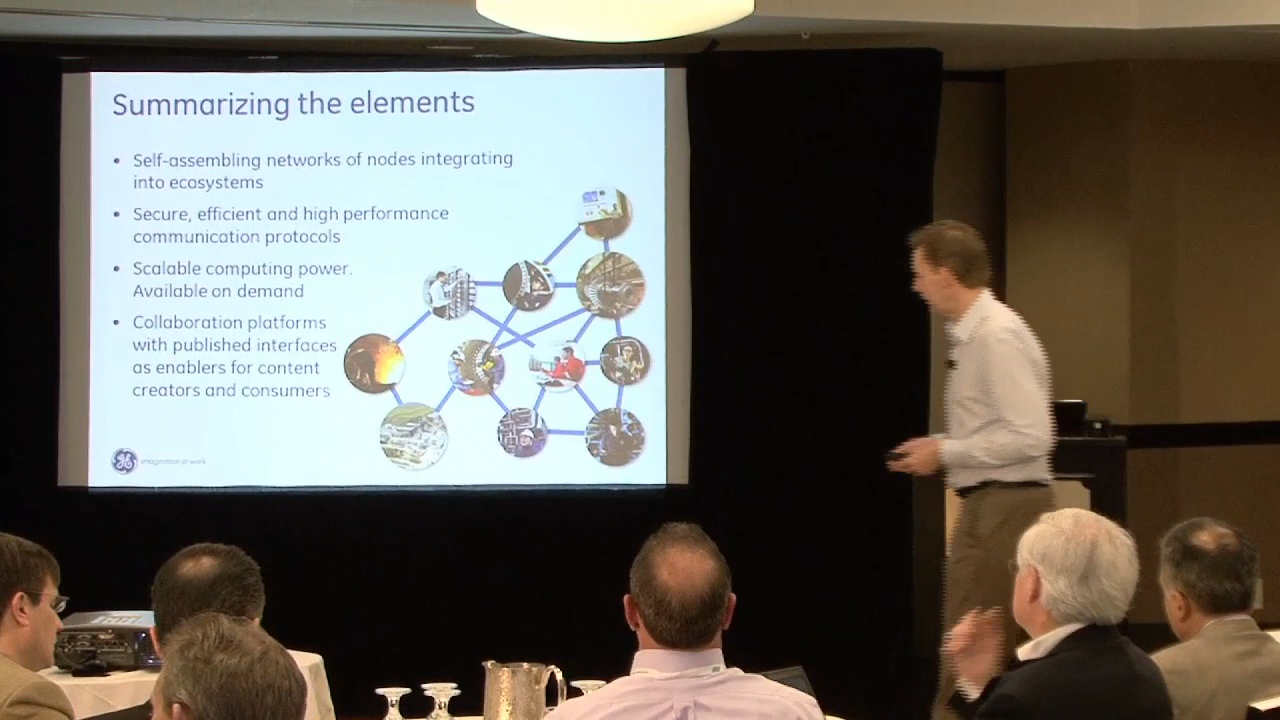 Summarizing the elements
• Self-assembling networks of nodes integrating
into ecosystems
• Secure, efficient and high performance
communication protocols
• Scalable computing power.
Available on demand
• Collaboration platforms
with published interfaces
as enablers for content
creators and consumers
GE imagination at work